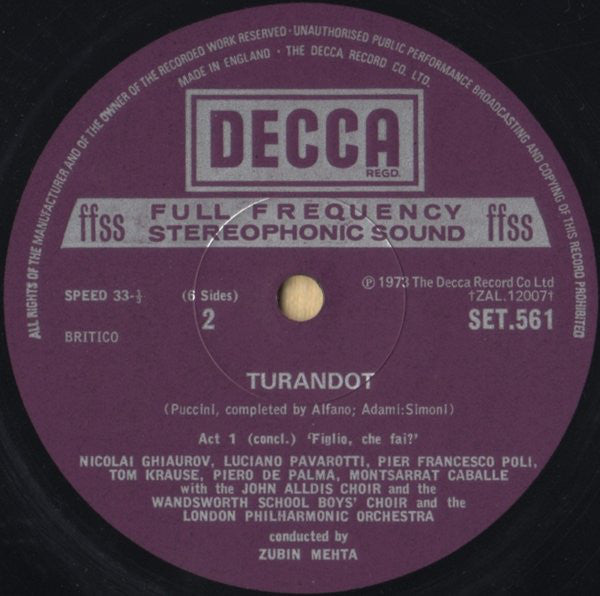 ALL RIGHTS OF THE MANUFACTURER AND OF THE OWNER OF THE RECORDED WORK RESERVED · UNAUTHORISED PUBLIC PERFORMANCE BROADCASTING AND COPYING OF THIS RECORD PROHIBITED
MADE IN ENGLAND · THE DECCA RECORD CO. LTD.
DECCA
REGD.
ffss FULL FREQUENCY STEREOPHONIC SOUND ffss
SPEED 33-⅓
(6 Sides)
2
BRITICO
℗ 1973 The Decca Record Co Ltd
†ZAL.12007†
SET.561
TURANDOT
(Puccini, completed by Alfano; Adami:Simoni)
Act 1 (concl.) ‘Figlio, che fai?’
NICOLAI GHIAUROV, LUCIANO PAVAROTTI, PIER FRANCESCO POLI,
TOM KRAUSE, PIERO DE PALMA, MONTSARRAT CABALLE
with the JOHN ALLDIS CHOIR and the
WANDSWORTH SCHOOL BOYS’ CHOIR and the
LONDON PHILHARMONIC ORCHESTRA
conducted by
ZUBIN MEHTA